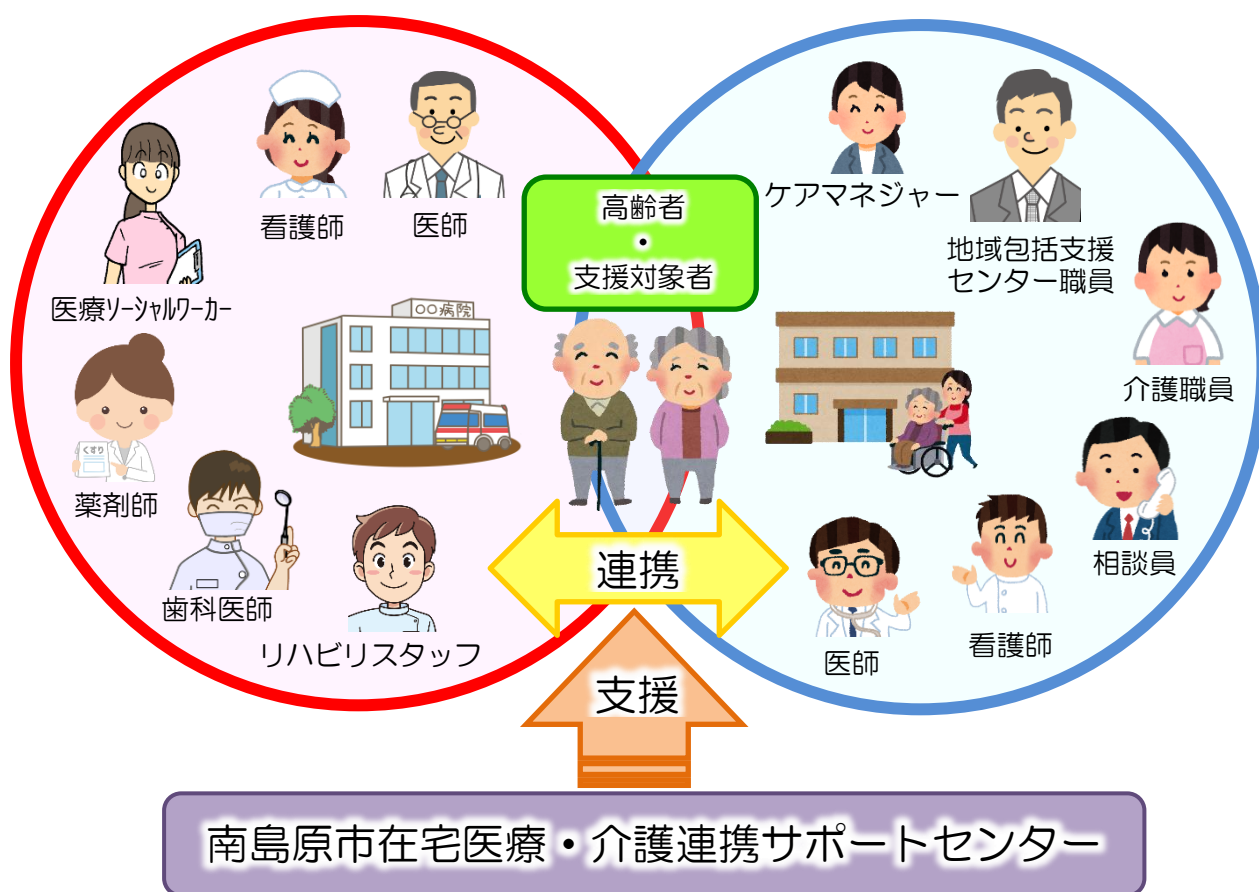 看護師
医師
医療ソーシャルワーカー
〇〇病院
薬剤師
くすり
歯科医師
リハビリスタッフ
高齢者
・
支援対象者
ケアマネジャー
地域包括支援
センター職員
介護職員
相談員
看護師
医師
連携
支援
南島原市在宅医療・介護連携サポートセンター